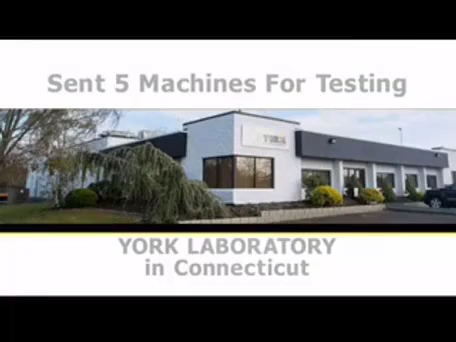 Sent 5 Machines For Testing
YORK
YORK LABORATORY
in Connecticut